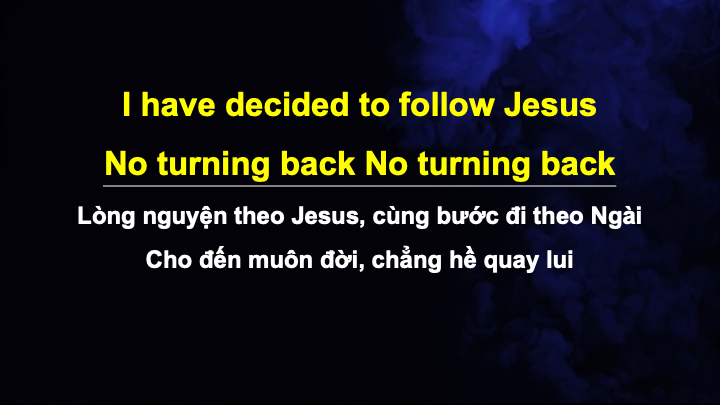 I have decided to follow Jesus
No turning back No turning back
Lòng nguyện theo Jesus, cùng bước đi theo Ngài
Cho đến muôn đời, chẳng hề quay lui